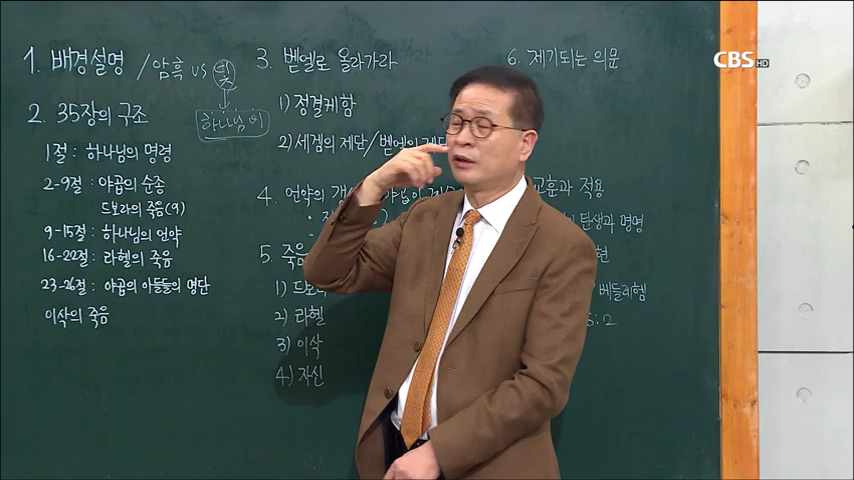 1. 배경설명 / 암흑 vs 빛
하나님 이
2. 35장의 구조
1절 : 하나님의 명령
2-9절 : 야곱의 순종
드보라의 죽음(9)
9-15절 : 하나님의 언약
16-22절 : 라헬의 죽음
23-26절 : 야곱의 아들들의 명단
이삭의 죽음
3. 벧엘로 올라가라
1) 정결케함
2) 세겜의 제단/벧엘의 제단
4. 언약의
5. 죽음
1) 드보라
2) 라헬
3) 이삭
4) 자신
6. 제기되는 의문
교훈과 적용
탄생과 명명
베들레헴
5:2
CBS HD